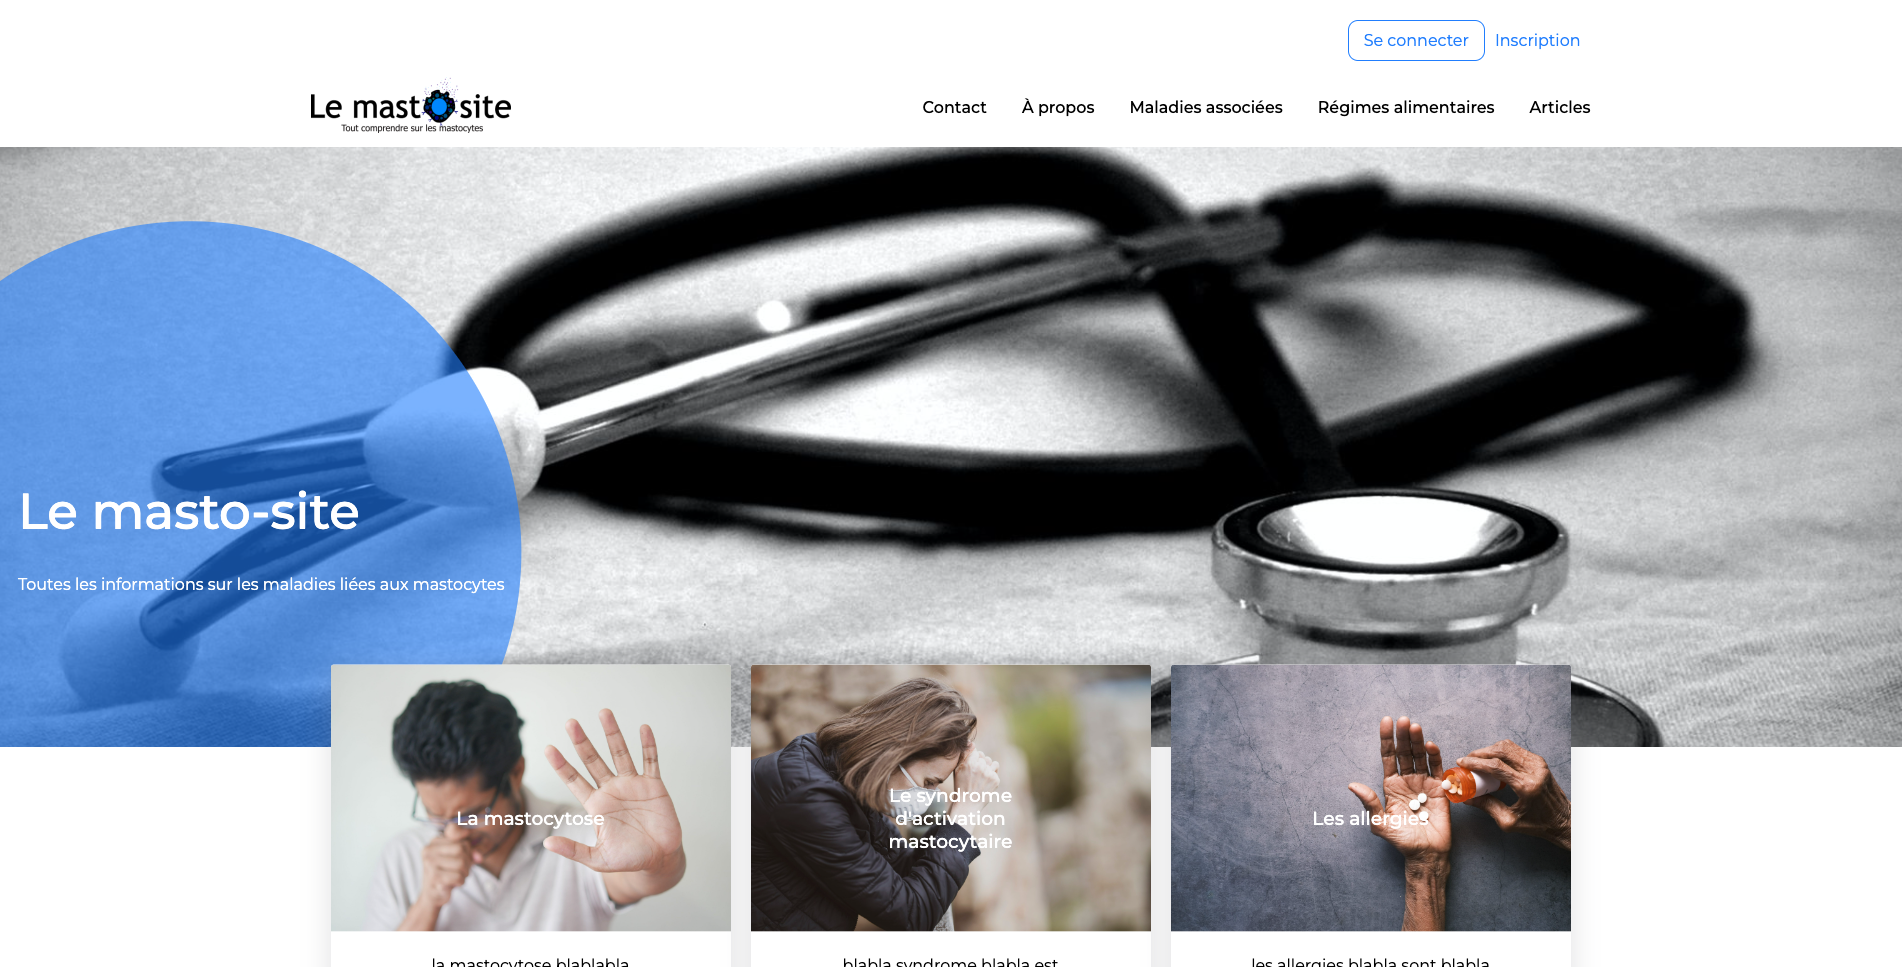 Se connecter Inscription
Le mastosite
Tout comprendre sur les mastocytes
Contact À propos Maladies associées Régimes alimentaires Articles
Le masto-site
Toutes les informations sur les maladies liées aux mastocytes
La mastocytose
Le syndrome
d'activation
mastocytaire
Les allergies
la mastocytose blablabla
blabla syndrome blabla est
les allergies blabla sont blabla